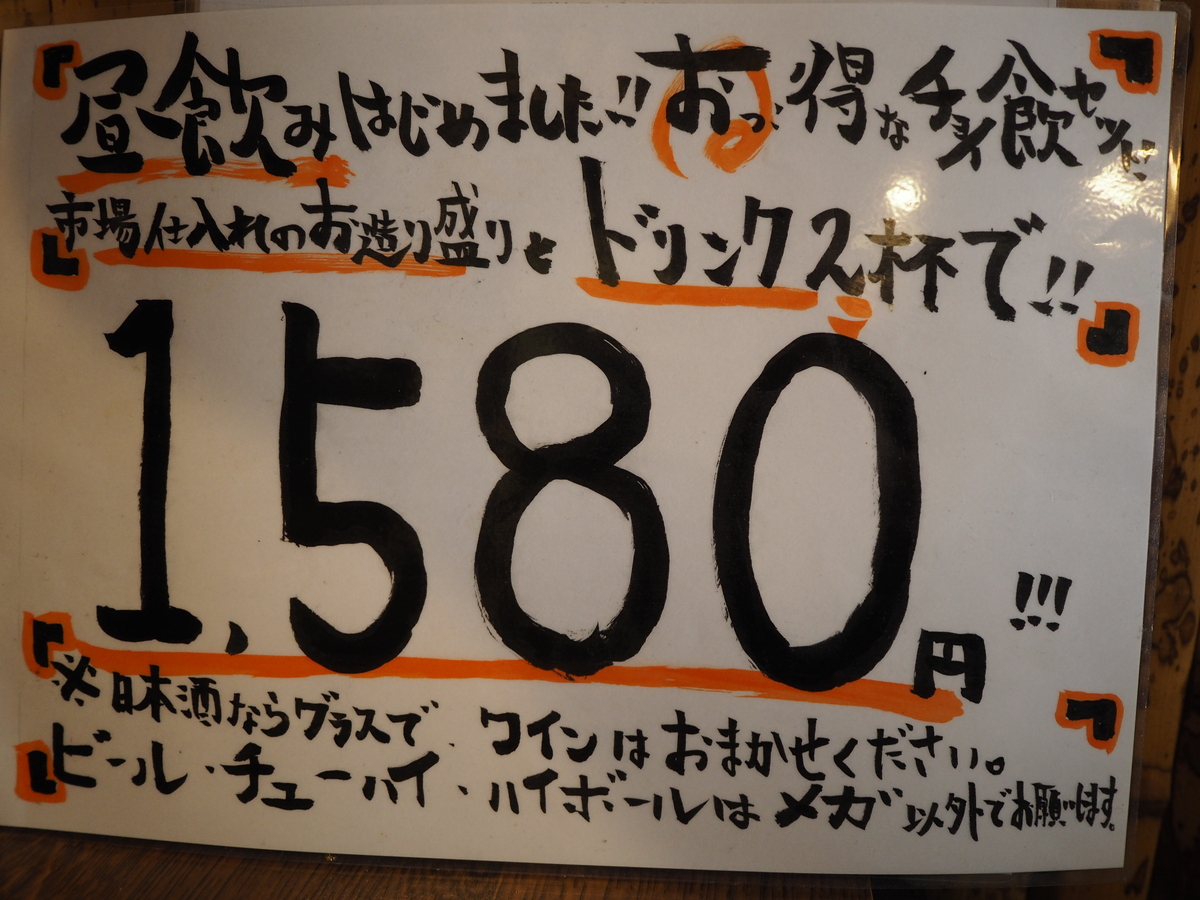 昼飲みはじめました!! おっ得なチョイ飲セット!!
市場仕入れのお造り盛りとドリンク2杯で!!
1,580円!!!
※日本酒ならグラスで、ワインはおまかせください。
ビール・チューハイ・ハイボールはメガ以外でお願いします。